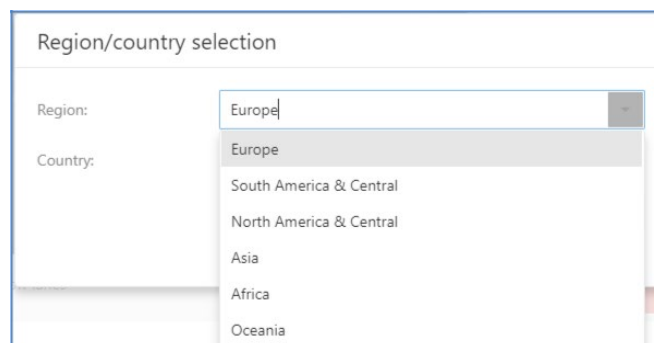 Region/country selection
Region:
Europe
Country:
Europe
South America & Central
North America & Central
Asia
Africa
Oceania